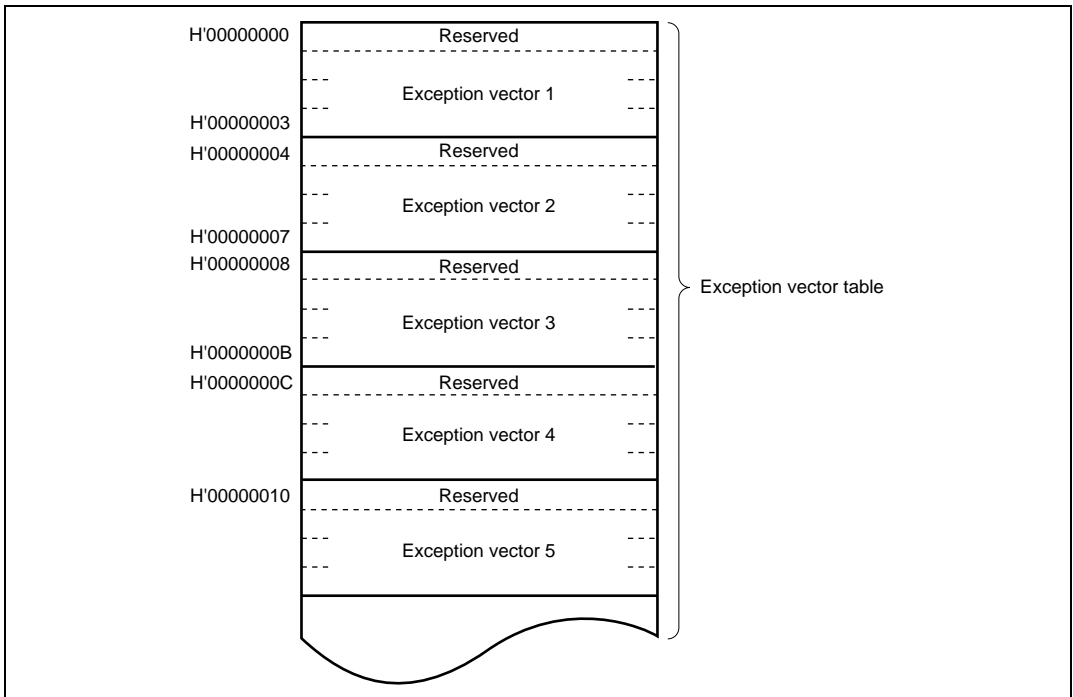 H'00000000 Reserved
Exception vector 1
H'00000003
H'00000004 Reserved
Exception vector 2
H'00000007
H'00000008 Reserved
Exception vector table
Exception vector 3
H'0000000B
H'0000000C Reserved
Exception vector 4
H'00000010 Reserved
Exception vector 5